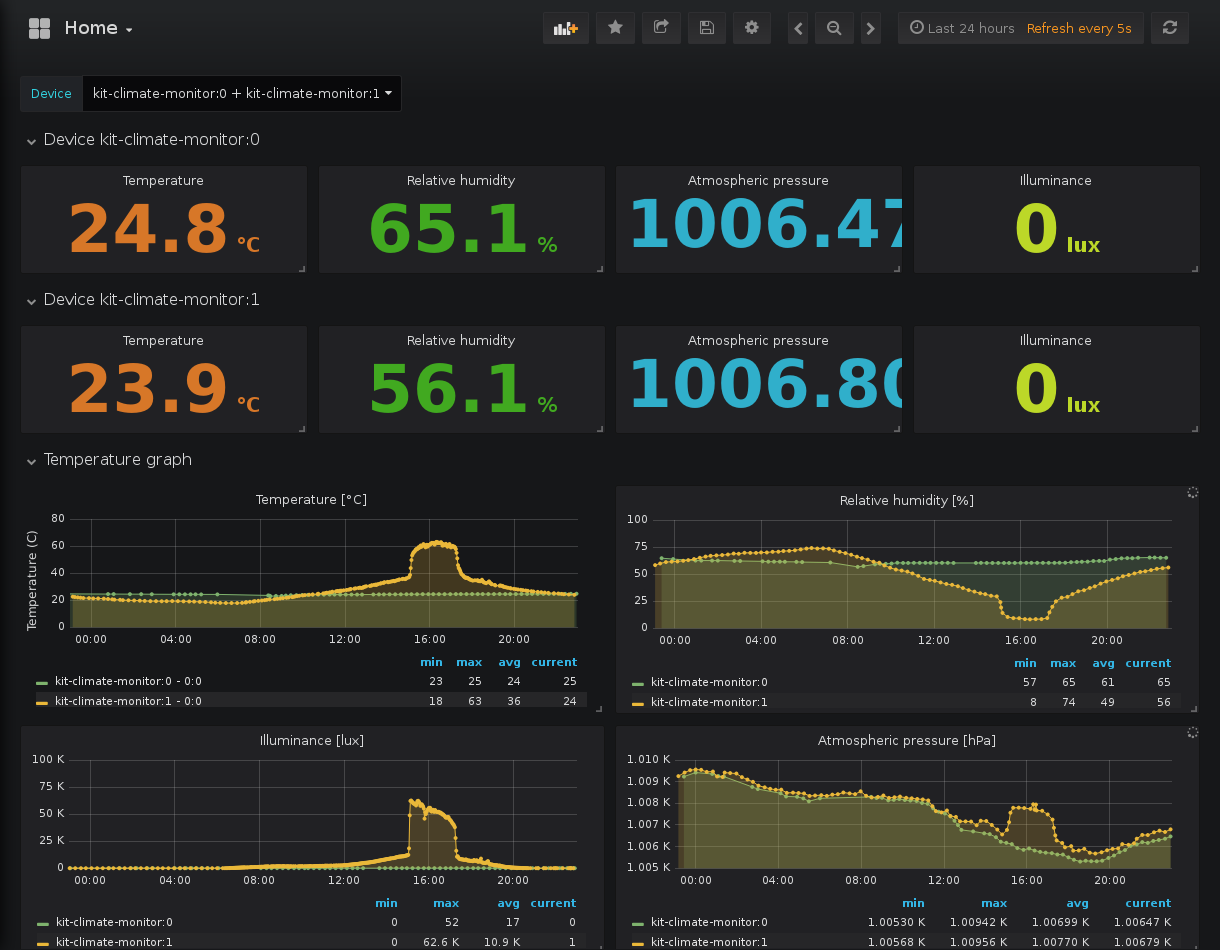 Home
Last 24 hours Refresh every 5s
Device kit-climate-monitor:0 + kit-climate-monitor:1
Device kit-climate-monitor:0
Temperature Relative humidity Atmospheric pressure Illuminance
24.8 °C 65.1 % 1006.47 0 lux
Device kit-climate-monitor:1
Temperature Relative humidity Atmospheric pressure Illuminance
23.9 °C 56.1 % 1006.80 0 lux
Temperature graph
Temperature [°C]
Temperature (C)
80
60
40
20
0
00:00 04:00 08:00 12:00 16:00 20:00
min max avg current
kit-climate-monitor:0 - 0:0 23 25 24 25
kit-climate-monitor:1 - 0:0 18 63 36 24
Relative humidity [%]
100
75
50
25
0
00:00 04:00 08:00 12:00 16:00 20:00
min max avg current
kit-climate-monitor:0 57 65 61 65
kit-climate-monitor:1 8 74 49 56
Illuminance [lux]
100 K
75 K
50 K
25 K
0
00:00 04:00 08:00 12:00 16:00 20:00
min max avg current
kit-climate-monitor:0 0 52 17 0
kit-climate-monitor:1 0 62.6 K 10.9 K 1
Atmospheric pressure [hPa]
1.010 K
1.009 K
1.008 K
1.007 K
1.006 K
1.005 K
00:00 04:00 08:00 12:00 16:00 20:00
min max avg current
kit-climate-monitor:0 1.00530 K 1.00942 K 1.00699 K 1.00647 K
kit-climate-monitor:1 1.00568 K 1.00956 K 1.00770 K 1.00679 K